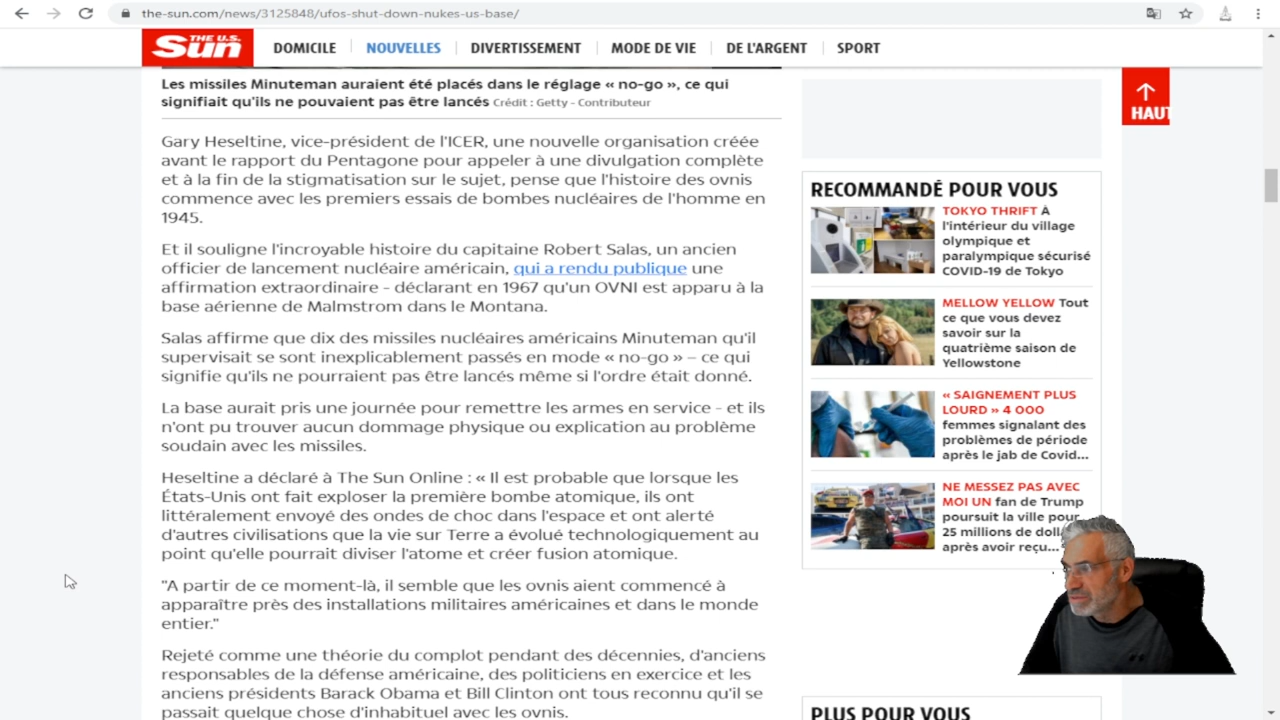 the-sun.com/news/3125848/ufos-shut-down-nukes-us-base/
THE U.S. Sun
DOMICILE
NOUVELLES
DIVERTISSEMENT
MODE DE VIE
DE L'ARGENT
SPORT
Les missiles Minuteman auraient été placés dans le réglage « no-go », ce qui
signifiait qu'ils ne pouvaient pas être lancés Crédit : Getty - Contributeur
Gary Heseltine, vice-président de l'ICER, une nouvelle organisation créée
avant le rapport du Pentagone pour appeler à une divulgation complète
et à la fin de la stigmatisation sur le sujet, pense que l'histoire des ovnis
commence avec les premiers essais de bombes nucléaires de l'homme en
1945.
Et il souligne l'incroyable histoire du capitaine Robert Salas, un ancien
officier de lancement nucléaire américain, qui a rendu publique une
affirmation extraordinaire - déclarant en 1967 qu'un OVNI est apparu à la
base aérienne de Malmstrom dans le Montana.
Salas affirme que dix des missiles nucléaires américains Minuteman qu'il
supervisait se sont inexplicablement passés en mode « no-go » – ce qui
signifie qu'ils ne pourraient pas être lancés même si l'ordre était donné.
La base aurait pris une journée pour remettre les armes en service - et ils
n'ont pu trouver aucun dommage physique ou explication au problème
soudain avec les missiles.
Heseltine a déclaré à The Sun Online : « Il est probable que lorsque les
États-Unis ont fait exploser la première bombe atomique, ils ont
littéralement envoyé des ondes de choc dans l'espace et ont alerté
d'autres civilisations que la vie sur Terre a évolué technologiquement au
point qu'elle pourrait diviser l'atome et créer fusion atomique.
"A partir de ce moment-là, il semble que les ovnis aient commencé à
apparaître près des installations militaires américaines et dans le monde
entier."
Rejeté comme une théorie du complot pendant des décennies, d'anciens
responsables de la défense américaine, des politiciens en exercice et les
anciens présidents Barack Obama et Bill Clinton ont tous reconnu qu'il se
passait quelque chose d'inhabituel avec les ovnis.
HAUT
RECOMMANDÉ POUR VOUS
TOKYO THRIFT À
l'intérieur du village
olympique et
paralympique sécurisé
COVID-19 de Tokyo
MELLOW YELLOW Tout
ce que vous devez
savoir sur la
quatrième saison de
Yellowstone
« SAIGNEMENT PLUS
LOURD » 4 000
femmes signalant des
problèmes de période
après le jab de Covid...
NE MESSEZ PAS AVEC
MOI UN fan de Trump
poursuit la ville pour
25 millions de
après avoir reçu...
PLUS POUR VOUS